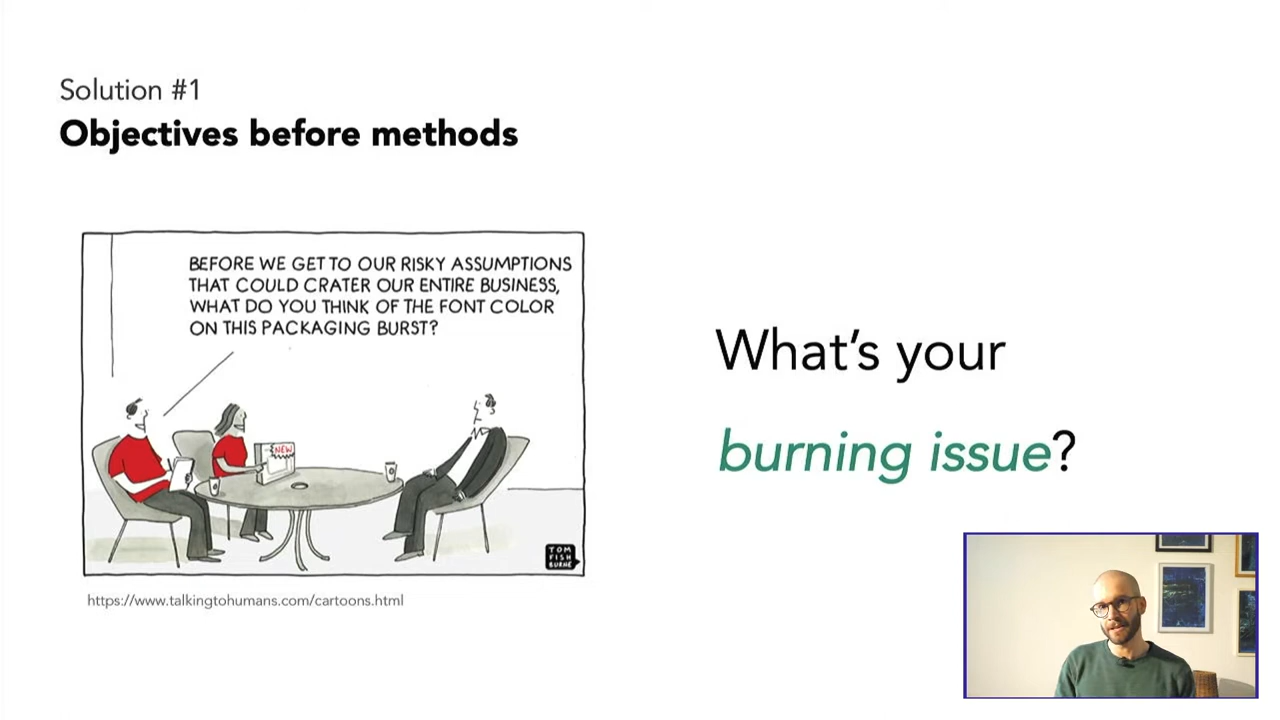 Solution #1
Objectives before methods
BEFORE WE GET TO OUR RISKY ASSUMPTIONS
THAT COULD CRATER OUR ENTIRE BUSINESS,
WHAT DO YOU THINK OF THE FONT COLOR
ON THIS PACKAGING BURST?
NEW
TOM
FISH
BURNE
https://www.talkingtohumans.com/cartoons.html
What's your
burning issue?